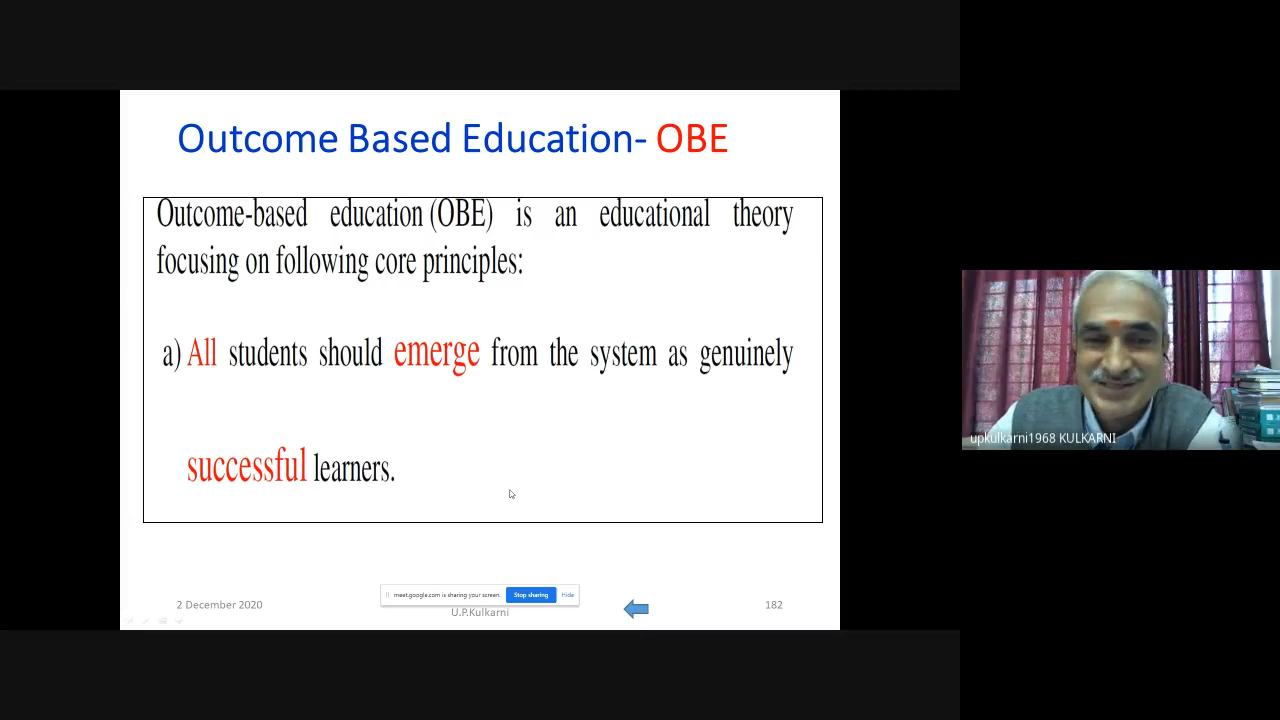 Outcome Based Education- OBE
Outcome-based education (OBE) is an educational theory
focusing on following core principles:
a) All students should emerge from the system as genuinely
successful learners.
meet.google.com is sharing your screen.
Stop sharing
Hide
2 December 2020
U.P.Kulkarni
182
upkulkarni1968 KULKARNI